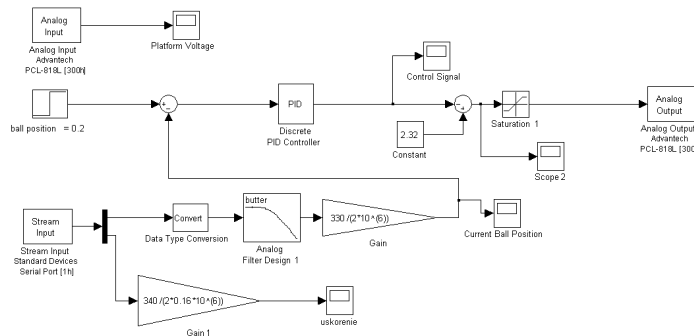 Analog
Input
Analog Input
Advantech
PCL-818L [300h]
Platform Voltage
Control Signal
ball position = 0.2
+
-
PID
Discrete
PID Controller
-
+
2.32
Constant
Saturation 1
Analog
Output
Analog Output
Advantech
PCL-818L [300
Scope 2
Stream
Input
Stream Input
Standard Devices
Serial Port [1h]
Convert
Data Type Conversion
butter
Analog
Filter Design 1
330 /(2*10^(6))
Gain
Current Ball Position
340 /(2*0.16*10^(6))
Gain 1
uskorenie